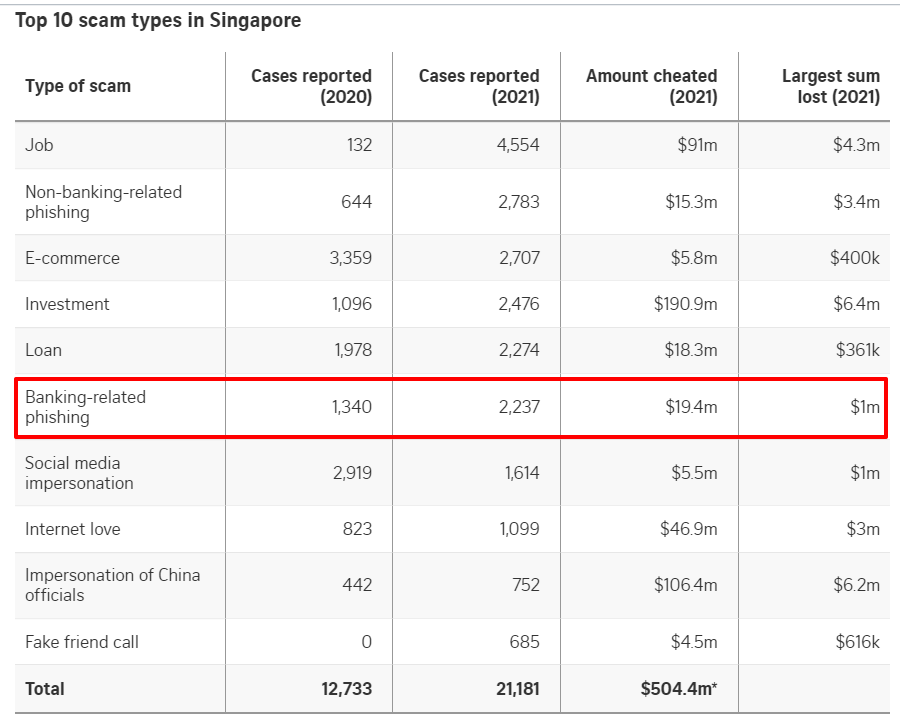 Top 10 scam types in Singapore
Type of scam Cases reported (2020) Cases reported (2021) Amount cheated (2021) Largest sum lost (2021)
Job 132 4,554 $91m $4.3m
Non-banking-related phishing 644 2,783 $15.3m $3.4m
E-commerce 3,359 2,707 $5.8m $400k
Investment 1,096 2,476 $190.9m $6.4m
Loan 1,978 2,274 $18.3m $361k
Banking-related phishing 1,340 2,237 $19.4m $1m
Social media impersonation 2,919 1,614 $5.5m $1m
Internet love 823 1,099 $46.9m $3m
Impersonation of China officials 442 752 $106.4m $6.2m
Fake friend call 0 685 $4.5m $616k
Total 12,733 21,181 $504.4m*